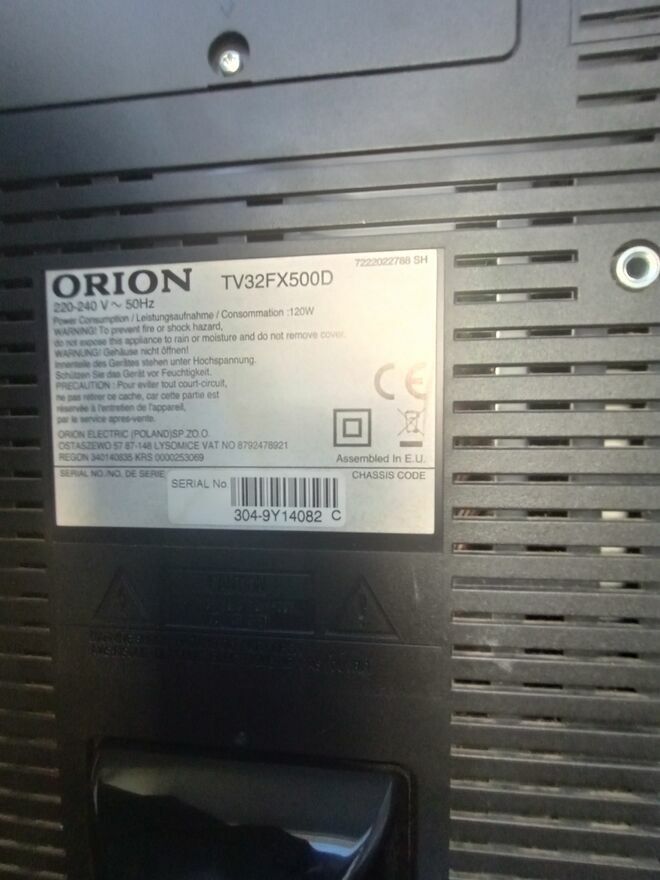 ORION TV32FX500D 7222022788 SH
220-240 V ~ 50Hz
Power Consumption / Leistungsaufnahme / Consommation :120W
WARNING! To prevent fire or shock hazard,
do not expose this appliance to rain or moisture and do not remove cover.
WARNUNG! Gehäuse nicht öffnen!
Innenteile des Gerätes stehen unter Hochspannung.
Schützen Sie das Gerät vor Feuchtigkeit.
PRECAUTION : Pour eviter tout court-circuit,
ne pas retirer ce cache, car cette partie est
réservée à l'entretien de l'appareil,
par le service apres-vente.
CE
ORION ELECTRIC (POLAND)SP.ZO.O.
OSTASZEWO 57 87-148 LYSOMICE VAT NO 8792478921
REGON 340140835 KRS 0000253069
Assembled In E.U.
SERIAL NO./NO. DE SERIE
CHASSIS CODE
SERIAL No.
304-9Y14082 C
CAUTION